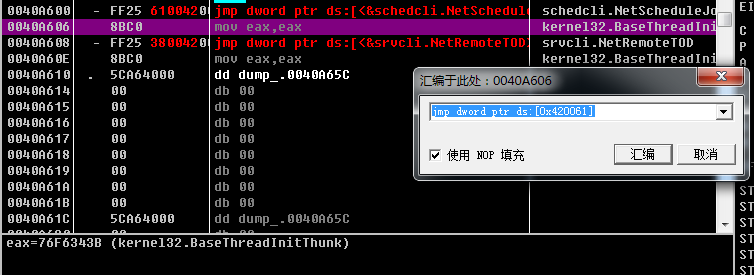 0040A600 - FF25 61004200 jmp dword ptr ds:[<&schedcli.NetSchedule schedcli.NetScheduleJo
0040A606 8BC0 mov eax,eax kernel32.BaseThreadInit
0040A608 - FF25 38004200 jmp dword ptr ds:[<&srvcli.NetRemoteTOD> srvcli.NetRemoteTOD
0040A60E 8BC0 mov eax,eax kernel32.BaseThreadInit
0040A610 . 5CA64000 dd dump_.0040A65C
0040A614 00 db 00
0040A615 00 db 00
0040A616 00 db 00
0040A617 00 db 00
0040A618 00 db 00
0040A619 00 db 00
0040A61A 00 db 00
0040A61B 00 db 00
0040A61C 5CA64000 dd dump_.0040A65C
eax=76F6343B (kernel32.BaseThreadInitThunk)
汇编于此处：0040A606
jmp dword ptr ds:[0x420061]
使用 NOP 填充
汇编
取消
EI
C
P
A
Z
S
T
D
O
EF
ST
ST
ST
ST
ST